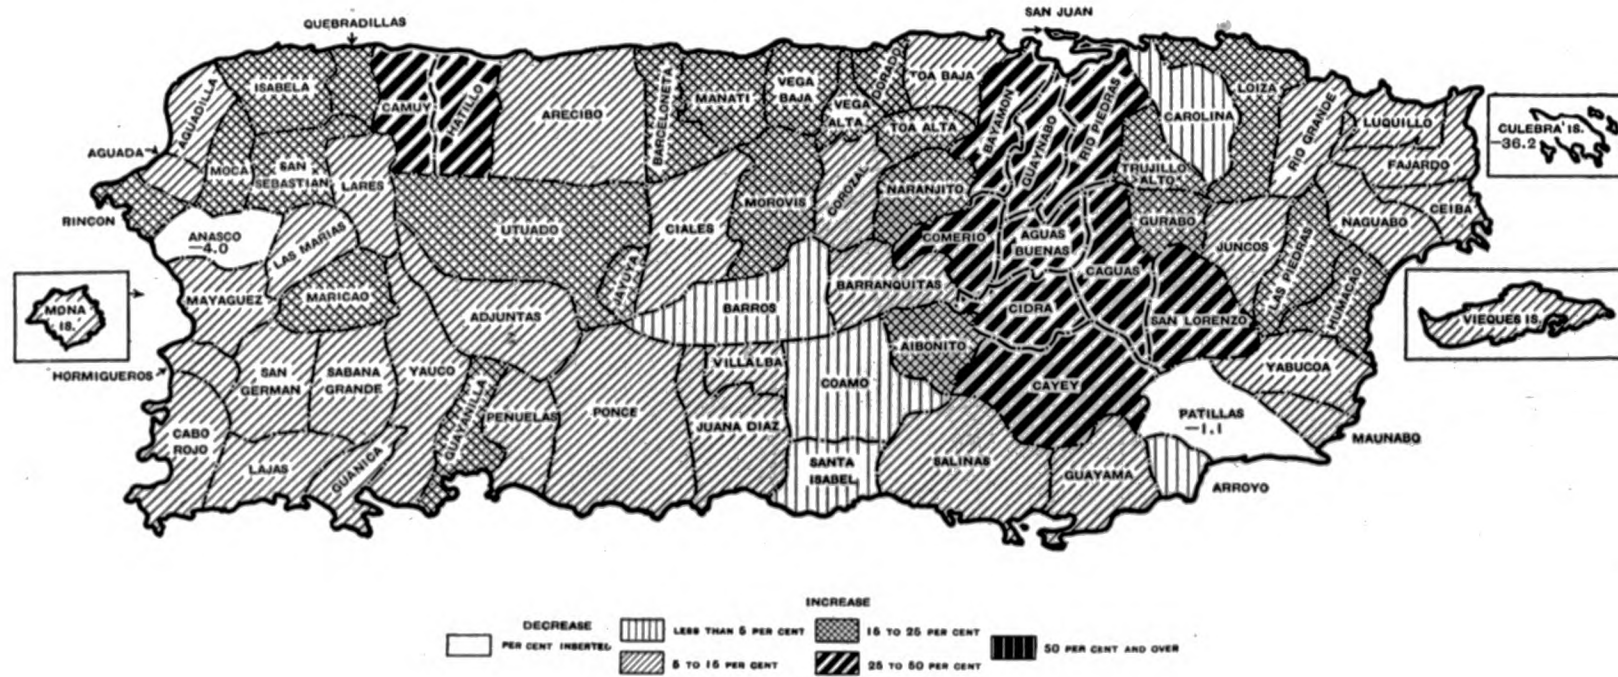 QUEBRADILLAS
SAN JUAN
ISABELA
AGUADILLA
CAMUY
HATILLO
ARECIBO
BARCELONETA
MANATI
VEGA
BAJA
VEGA
ALTA
DORADO
TOA BAJA
TOA ALTA
BAYAMON
GUAYNABO
RIO PIEDRAS
CAROLINA
LOIZA
RIO GRANDE
LUQUILLO
FAJARDO
CULEBRA IS.
-36.2
AGUADA
MOCA
SAN
SEBASTIAN
LARES
RINCON
ANASCO
-4.0
LAS MARIAS
UTUADO
CIALES
MOROVIS
COROZAL
NARANJITO
TRUJILLO
ALTO
GURABO
JUNCOS
NAGUABO
CEIBA
COMERIO
AGUAS
BUENAS
CAGUAS
LAS PIEDRAS
HUMACAO
MONA
IS.
MAYAGUEZ
MARICAO
ADJUNTAS
JAYUYA
BARROS
BARRANQUITAS
CIDRA
SAN LORENZO
VIEQUES IS.
HORMIGUEROS
SAN
GERMAN
SABANA
GRANDE
YAUCO
GUAYANILLA
PENUELAS
PONCE
VILLALBA
JUANA DIAZ
COAMO
AIBONITO
CAYEY
YABUCOA
PATILLAS
-1.1
MAUNABO
CABO
ROJO
LAJAS
GUANICA
SANTA
ISABEL
SALINAS
GUAYAMA
ARROYO
INCREASE
DECREASE
PER CENT INSERTED
LESS THAN 5 PER CENT
15 TO 25 PER CENT
50 PER CENT AND OVER
5 TO 15 PER CENT
25 TO 50 PER CENT